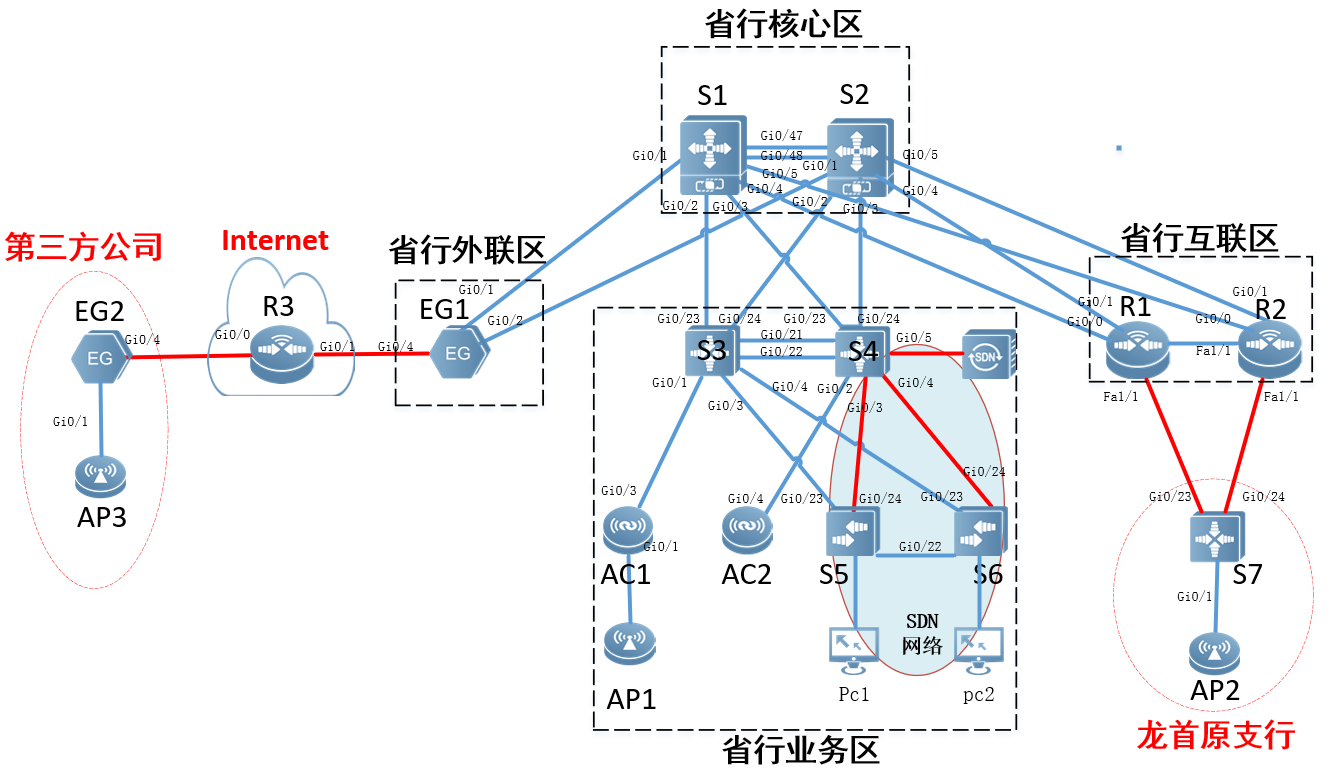 省行核心区
S1
S2
Gi0/47
Gi0/48
Gi0/1
Gi0/1
Gi0/5
Gi0/5
Gi0/4
Gi0/4
Gi0/2
Gi0/3
Gi0/2
Gi0/3
第三方公司
Internet
省行外联区
省行互联区
EG2
EG
Gi0/4
R3
Gi0/0
Gi0/1
Gi0/4
EG1
EG
Gi0/1
Gi0/2
R1
R2
Gi0/1
Gi0/0
Gi0/1
Gi0/0
Fa1/1
Fa1/1
Fa1/1
Gi0/23
Gi0/24
Gi0/23
Gi0/24
S3
S4
Gi0/21
Gi0/22
Gi0/5
SDN
Gi0/1
Gi0/3
Gi0/4
Gi0/2
Gi0/3
Gi0/4
Gi0/1
AP3
Gi0/3
Gi0/4
Gi0/23
Gi0/24
Gi0/23
Gi0/24
Gi0/1
Gi0/22
AC1
AC2
S5
S6
Gi0/23
Gi0/24
S7
Gi0/1
AP2
龙首原支行
SDN
网络
AP1
Pc1
pc2
省行业务区